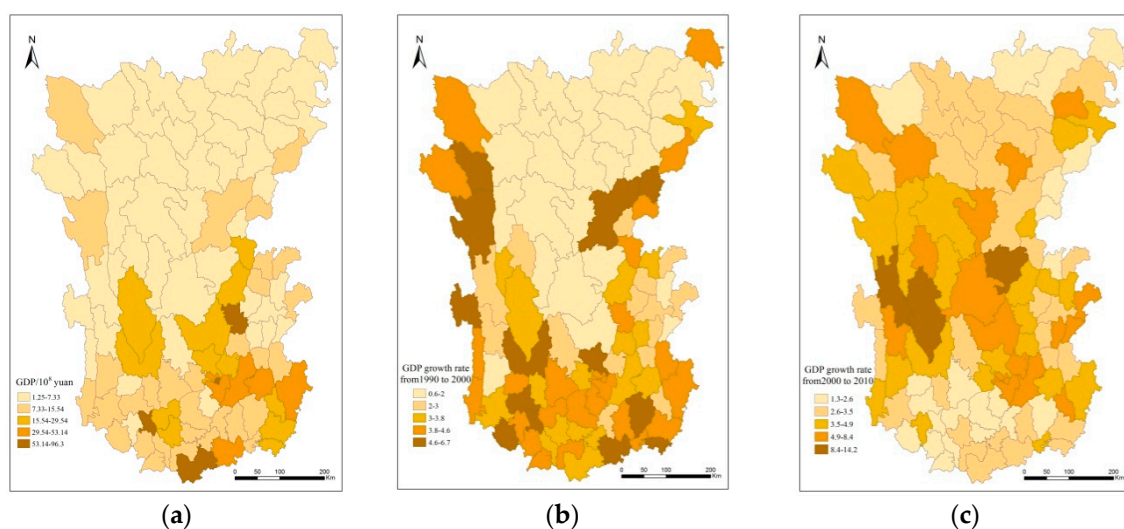 N
GDP/10⁸ yuan
1.25-7.33
7.33-15.54
15.54-29.54
29.54-53.14
53.14-96.3
0 50 100 200
Km
(a)
N
GDP growth rate
from1990 to 2000
0.6-2
2-3
3-3.8
3.8-4.6
4.6-6.7
0 50 100 200
Km
(b)
N
GDP growth rate
from2000 to 2010
1.3-2.6
2.6-3.5
3.5-4.9
4.9-8.4
8.4-14.2
0 50 100 200
Km
(c)